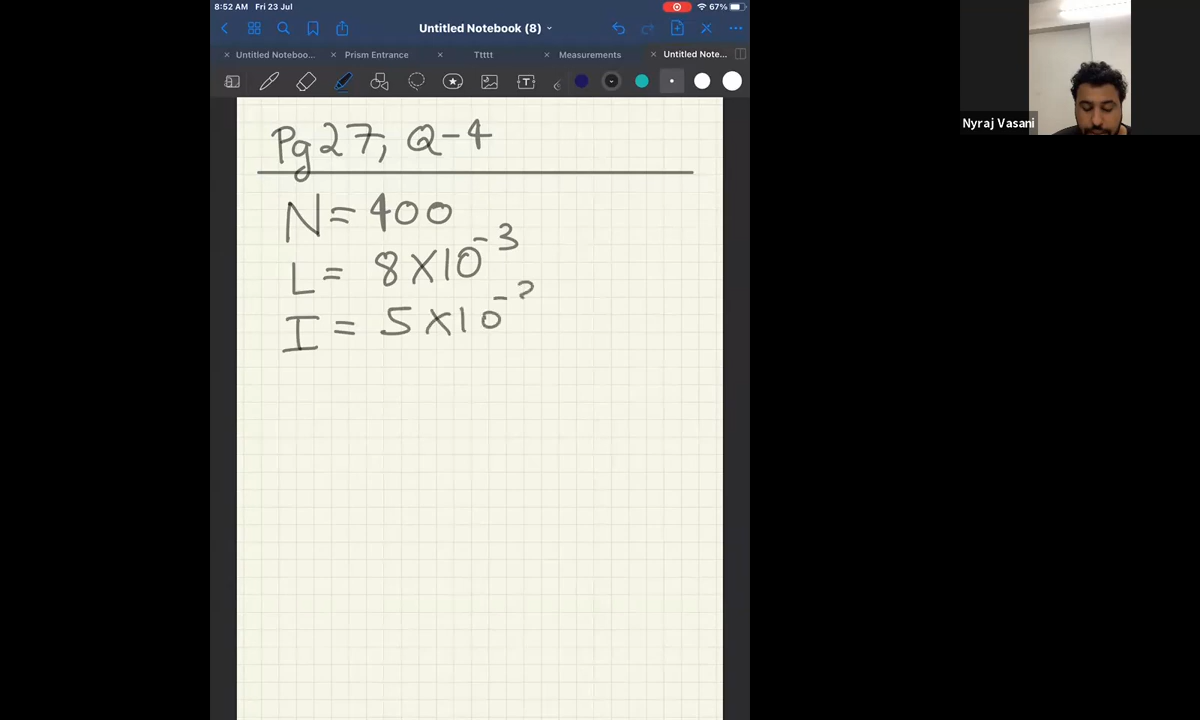 8:52 AM Fri 23 Jul 67%
Untitled Notebook (8)
Untitled Noteboo... Prism Entrance Ttttt Measurements Untitled Note...
Nyraj Vasani
Pg 27, Q-4
N = 400
L = 8 × 10⁻³
I = 5 × 10⁻